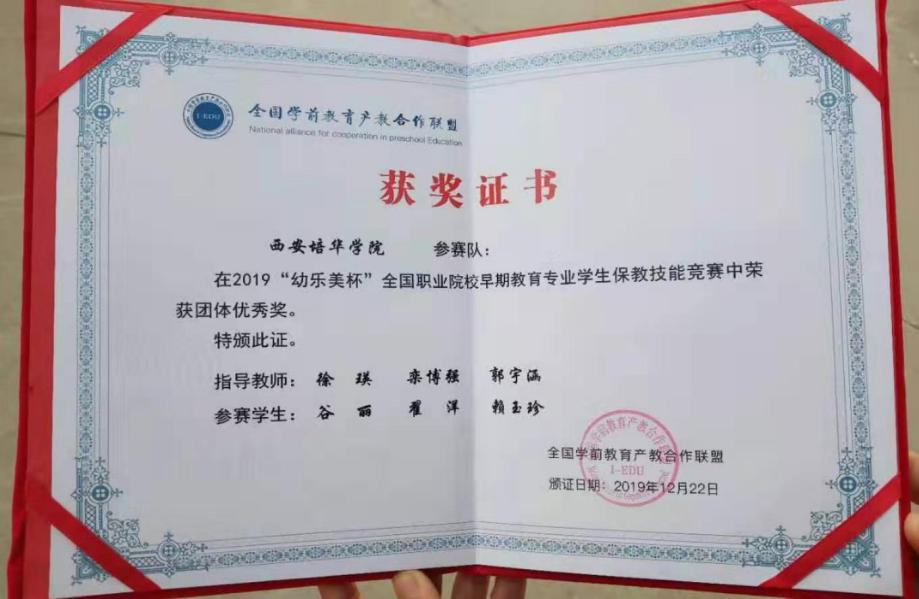 I-EDU
全国学前教育产教合作联盟
National alliance for cooperation in preschool Education
获奖证书
西安培华学院 参赛队:
在2019“幼乐美杯”全国职业院校早期教育专业学生保教技能竞赛中荣
获团体优秀奖。
特颁此证。
指导教师: 徐 瑛 栾博强 郭宇涵
参赛学生: 谷 丽 翟 洋 赖玉珍
全国学前教育产教合作联盟
I-EDU
颁证日期: 2019年12月22日